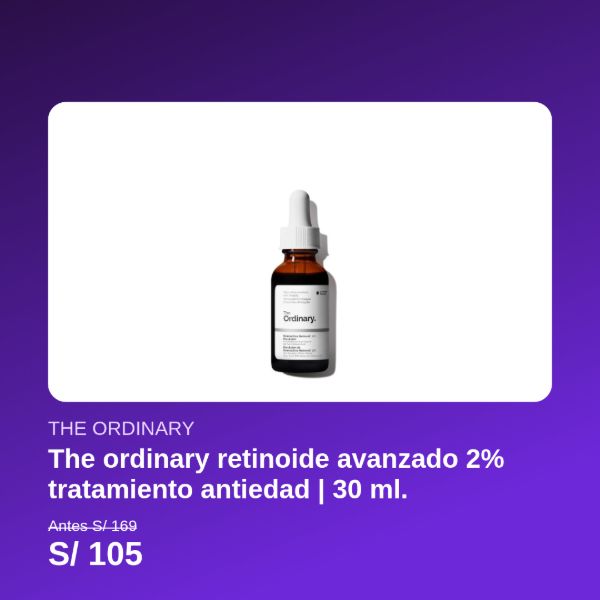 The
Ordinary.
THE ORDINARY
The ordinary retinoide avanzado 2%
tratamiento antiedad | 30 ml.
Antes S/ 169
S/ 105